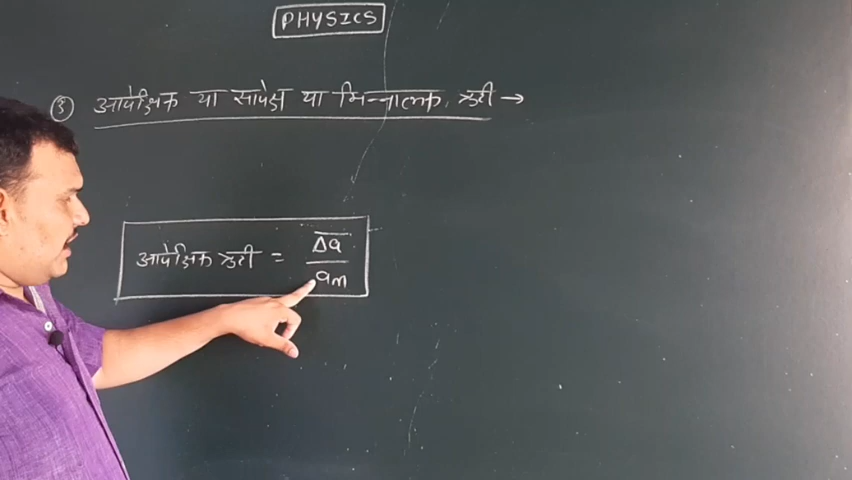 PHYSICS
③ आपेक्षिक या सापेक्ष या भिन्नात्मक त्रुटी →
आपेक्षिक त्रुटी = Δa̅ / aₘ